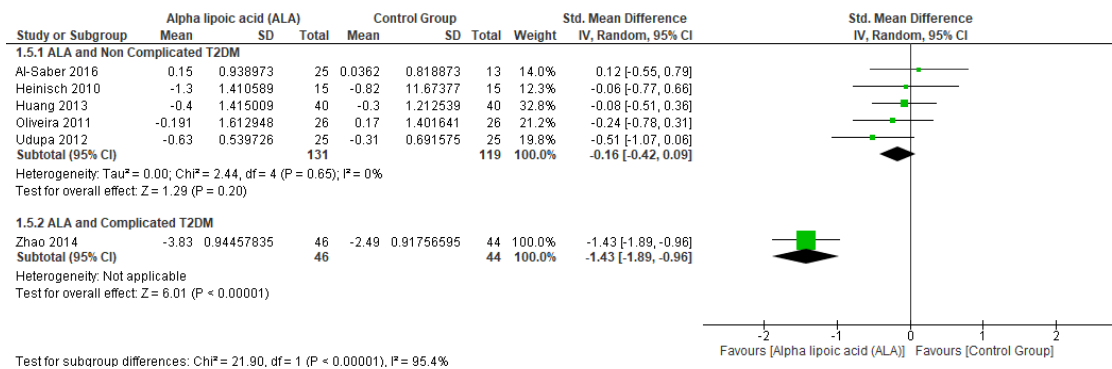 Alpha lipoic acid (ALA) Control Group Std. Mean Difference Std. Mean Difference
Study or Subgroup Mean SD Total Mean SD Total Weight IV, Random, 95% CI IV, Random, 95% CI
1.5.1 ALA and Non Complicated T2DM
Al-Saber 2016 0.15 0.938973 25 0.0362 0.818873 13 14.0% 0.12 [-0.55, 0.79]
Heinisch 2010 -1.3 1.410589 15 -0.82 11.67377 15 12.3% -0.06 [-0.77, 0.66]
Huang 2013 -0.4 1.415009 40 -0.3 1.212539 40 32.8% -0.08 [-0.51, 0.36]
Oliveira 2011 -0.191 1.612948 26 0.17 1.401641 26 21.2% -0.24 [-0.78, 0.31]
Udupa 2012 -0.63 0.539726 25 -0.31 0.691575 25 19.8% -0.51 [-1.07, 0.06]
Subtotal (95% CI) 131 119 100.0% -0.16 [-0.42, 0.09]
Heterogeneity: Tau² = 0.00; Chi² = 2.44, df = 4 (P = 0.65); I² = 0%
Test for overall effect: Z = 1.29 (P = 0.20)
1.5.2 ALA and Complicated T2DM
Zhao 2014 -3.83 0.94457835 46 -2.49 0.91756595 44 100.0% -1.43 [-1.89, -0.96]
Subtotal (95% CI) 46 44 100.0% -1.43 [-1.89, -0.96]
Heterogeneity: Not applicable
Test for overall effect: Z = 6.01 (P < 0.00001)
-2 -1 0 1 2
Favours [Alpha lipoic acid (ALA)] Favours [Control Group]
Test for subgroup differences: Chi² = 21.90, df = 1 (P < 0.00001), I² = 95.4%